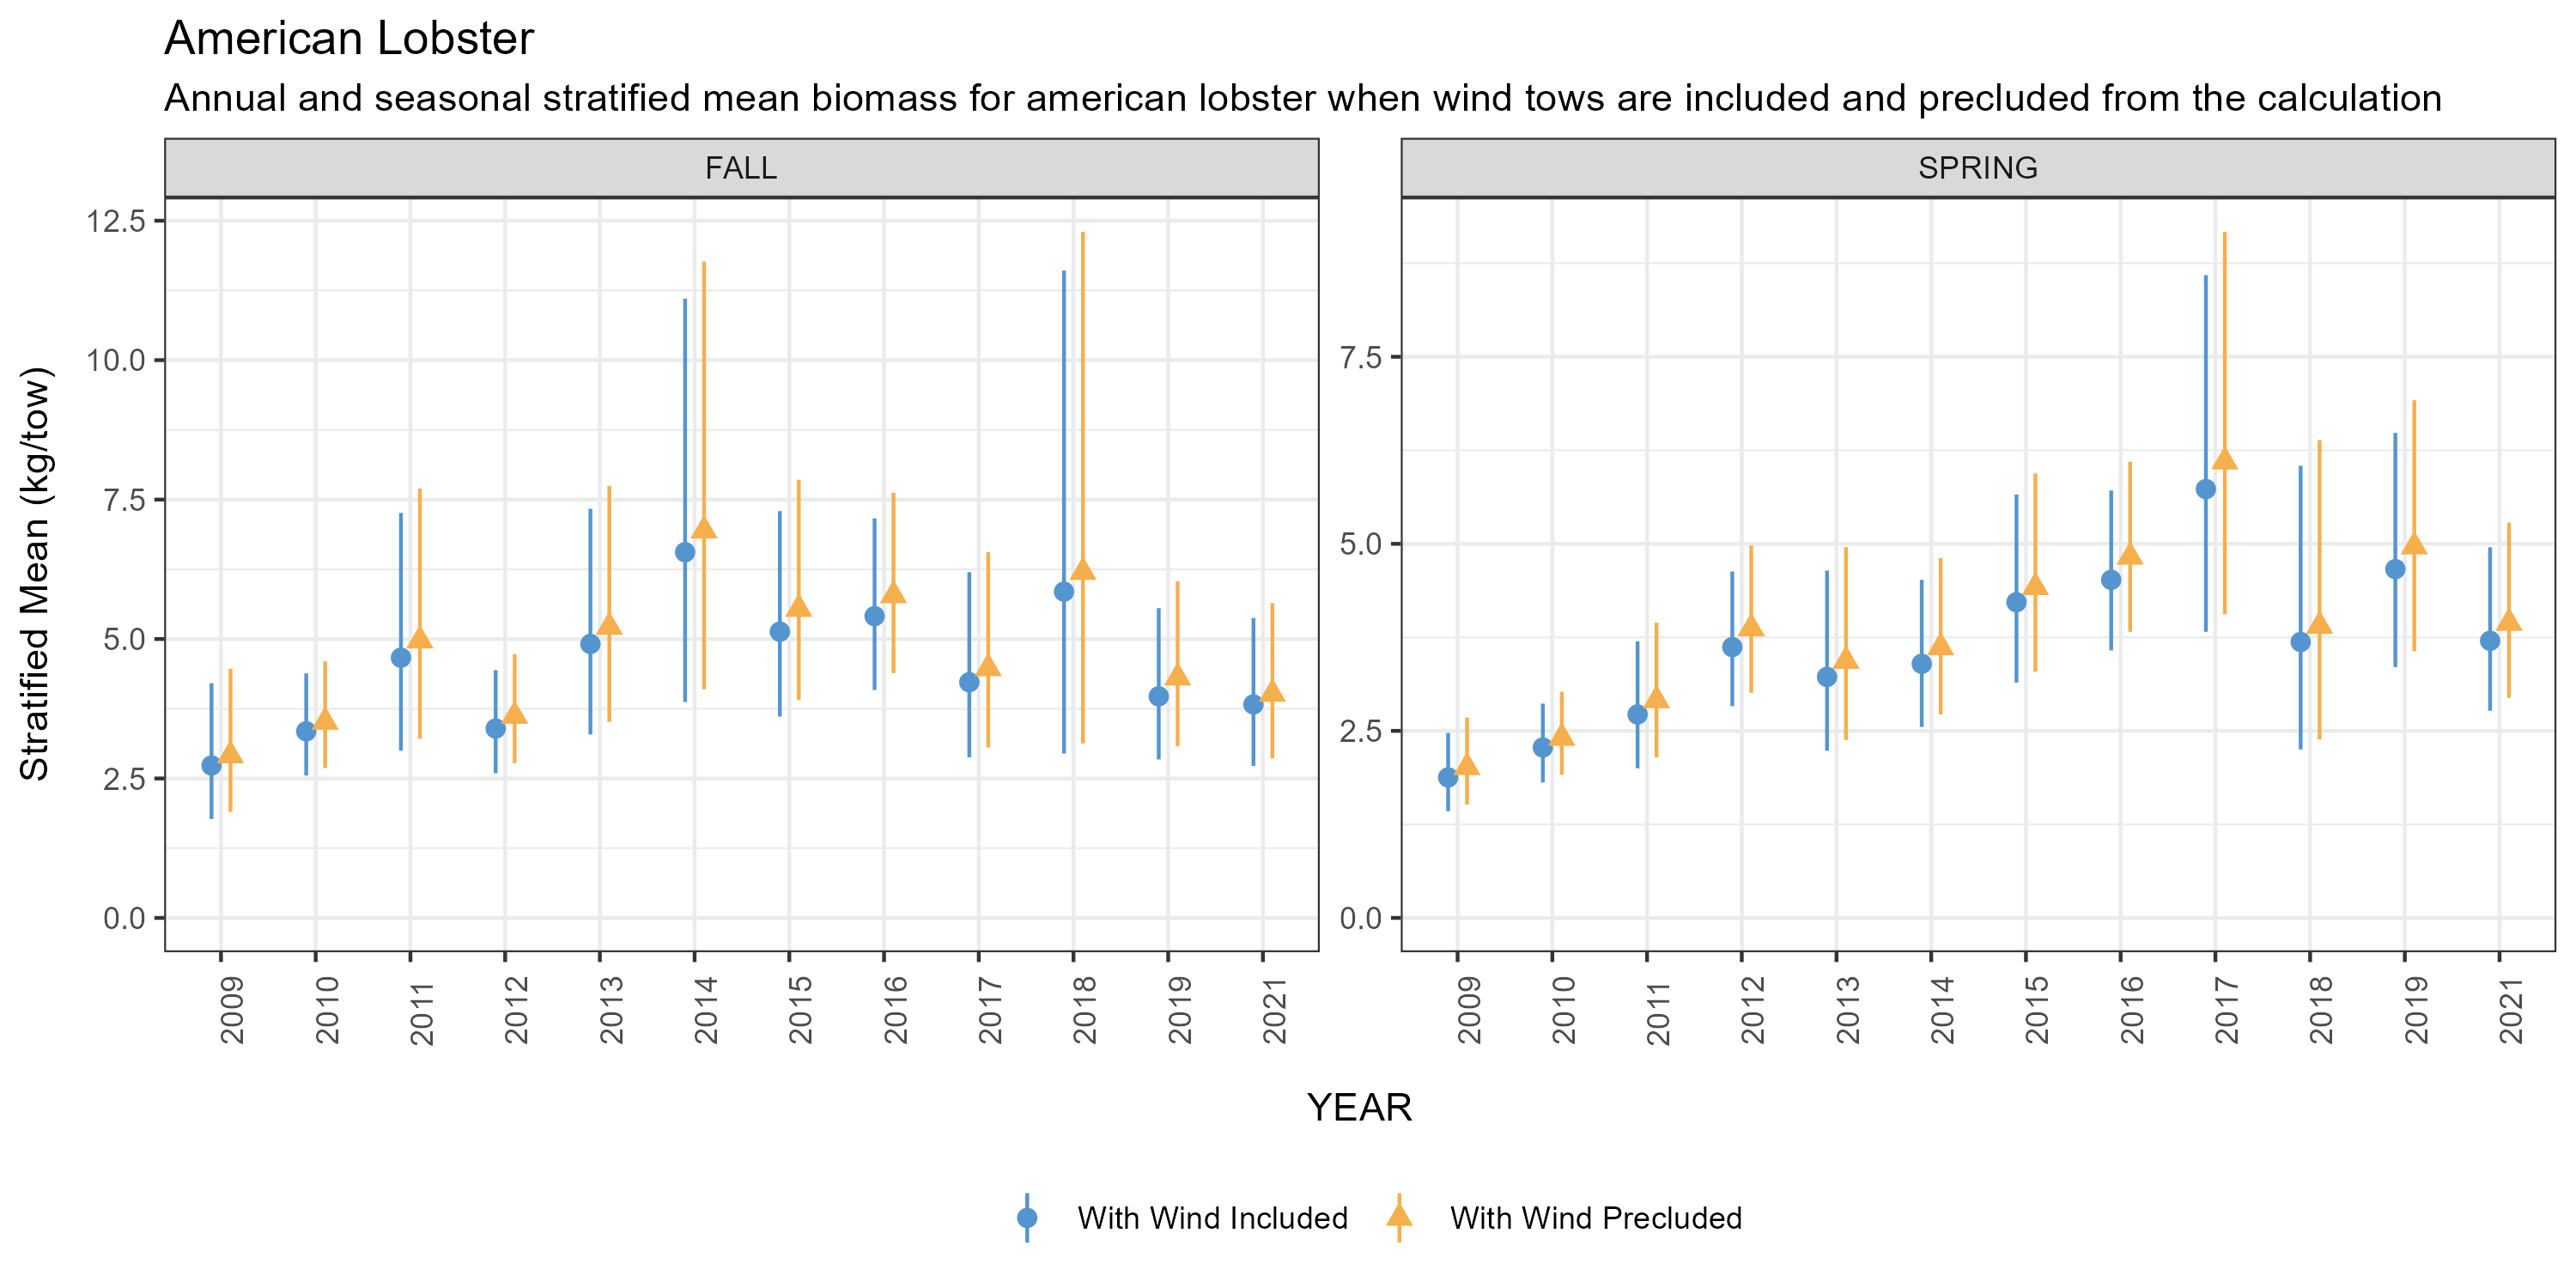 American Lobster
Annual and seasonal stratified mean biomass for american lobster when wind tows are included and precluded from the calculation
FALL
SPRING
Stratified Mean (kg/tow)
12.5
10.0
7.5
5.0
2.5
0.0
7.5
5.0
2.5
0.0
2009 2010 2011 2012 2013 2014 2015 2016 2017 2018 2019 2021
2009 2010 2011 2012 2013 2014 2015 2016 2017 2018 2019 2021
YEAR
With Wind Included With Wind Precluded